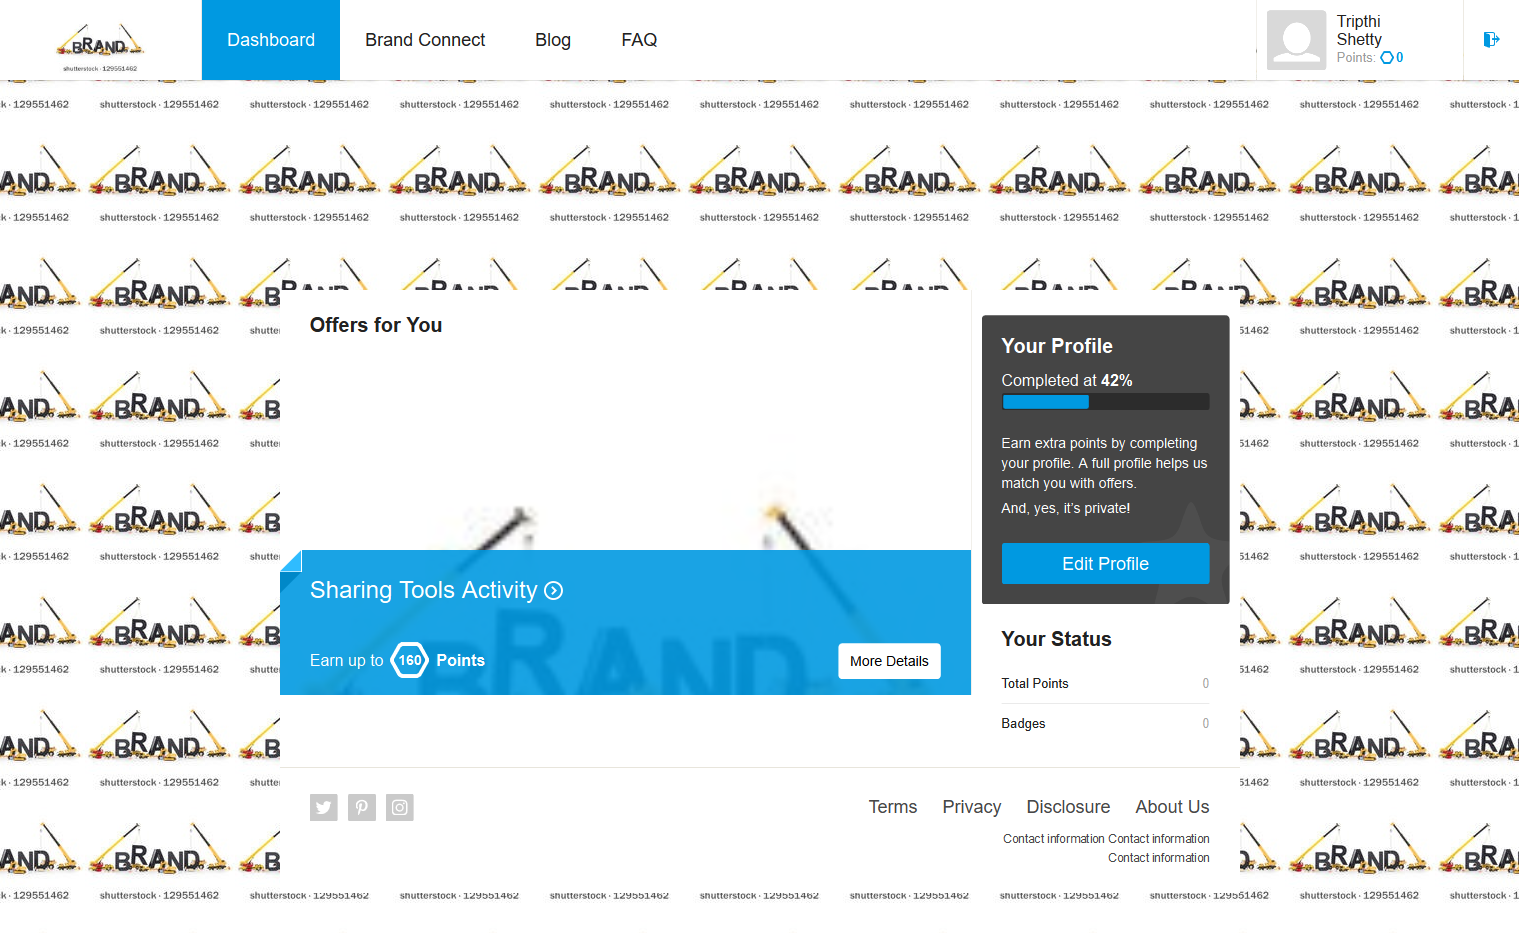 BRAND
shutterstock · 129551462
Dashboard
Brand Connect
Blog
FAQ
Tripthi
Shetty
Points: 0
Offers for You
Sharing Tools Activity
Earn up to 160 Points
More Details
Your Profile
Completed at 42%
Earn extra points by completing
your profile. A full profile helps us
match you with offers.
And, yes, it's private!
Edit Profile
Your Status
Total Points 0
Badges 0
Terms
Privacy
Disclosure
About Us
Contact information Contact information
Contact information